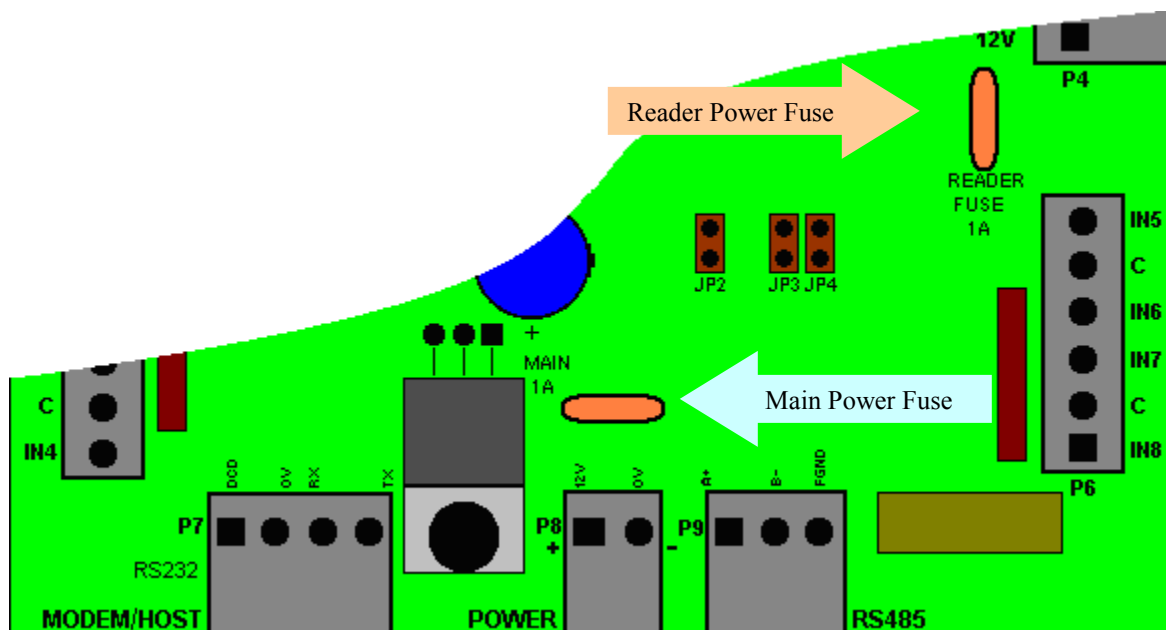 12V
P4
Reader Power Fuse
READER
FUSE
1A
IN5
C
IN6
IN7
C
IN8
P6
JP2
JP3
JP4
+
MAIN
1A
Main Power Fuse
C
IN4
DCD
0V
RX
TX
P7
RS232
MODEM/HOST
12V
0V
P8
+
-
POWER
A+
B-
FGND
P9
RS485